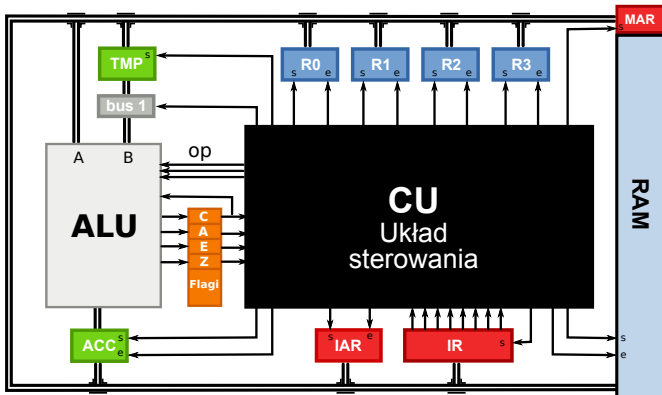 MAR
s
TMP s
R0
s e
R1
s e
R2
s e
R3
s e
bus 1
A B
op
ALU
CU
Układ
sterowania
RAM
C
A
E
Z
Flagi
ACC s
e
IAR
s e
IR s
s
e